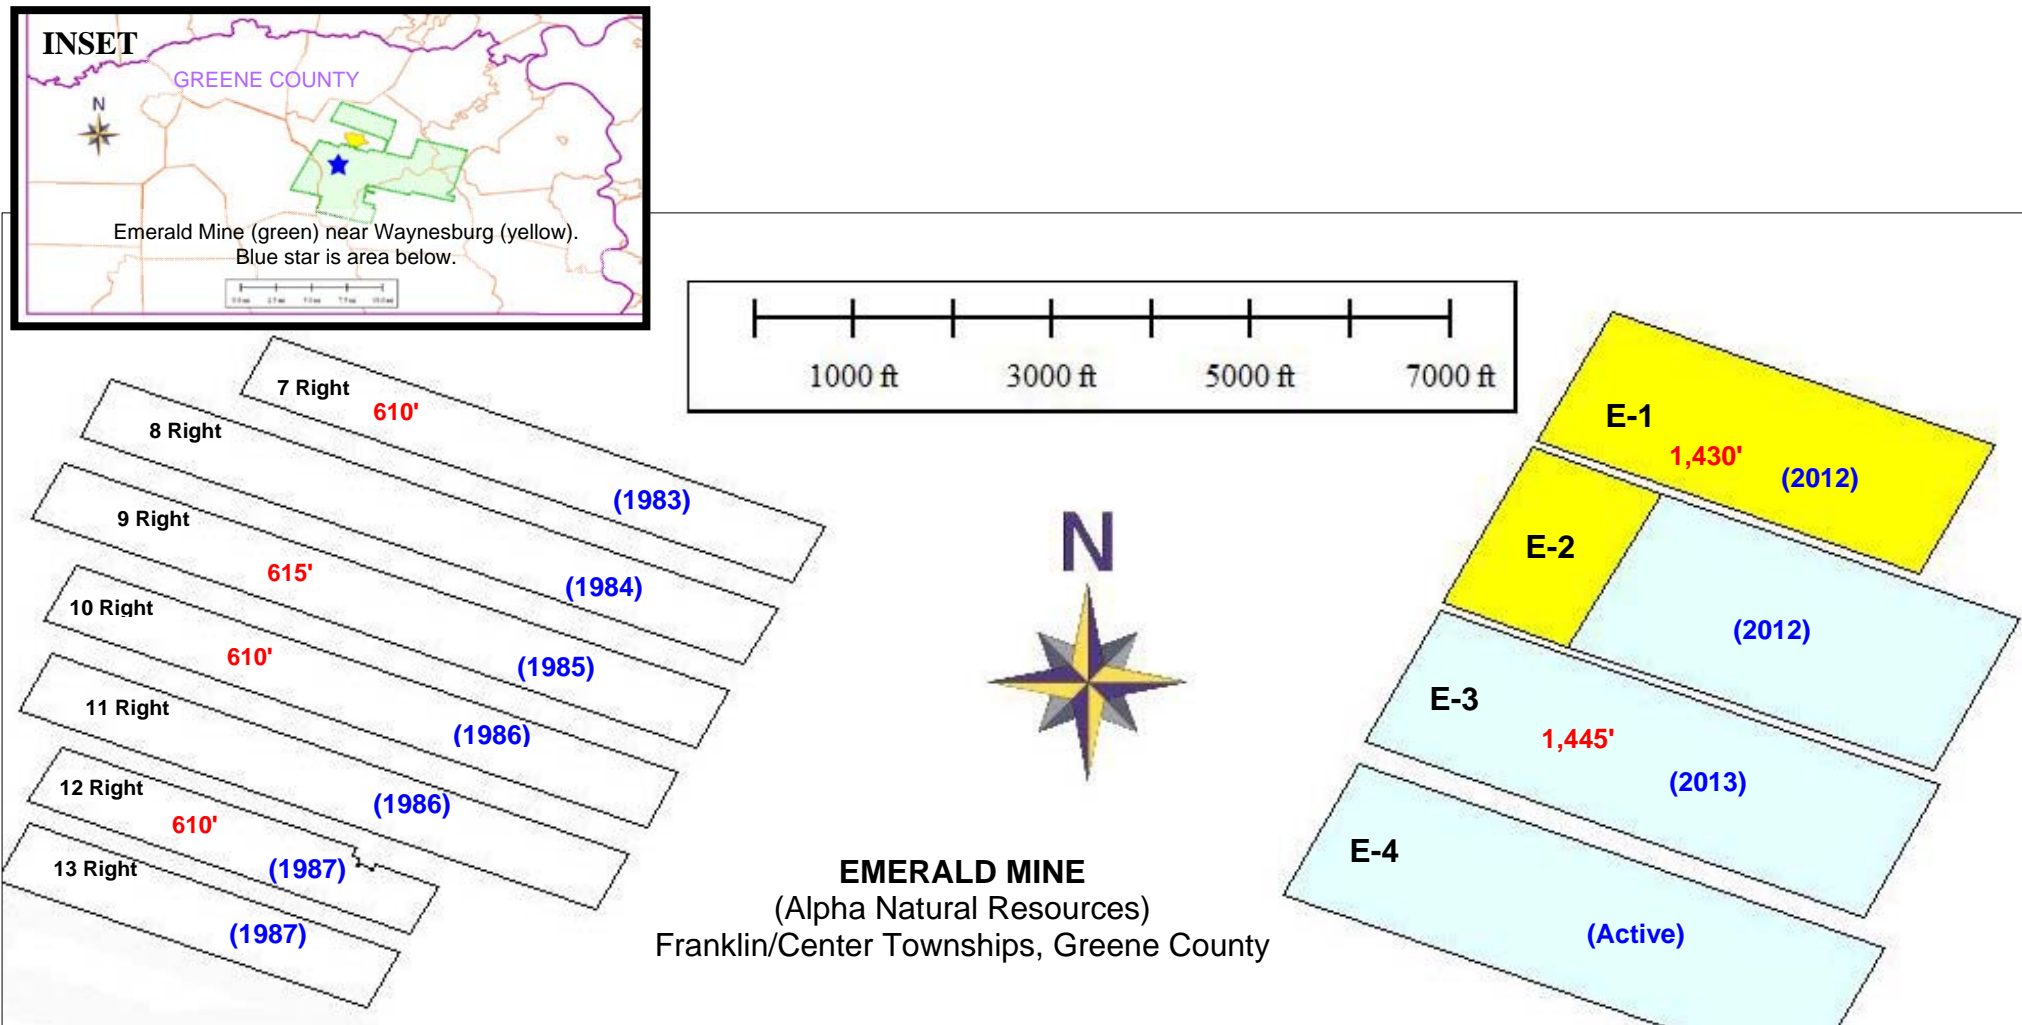 INSET
GREENE COUNTY
N
Emerald Mine (green) near Waynesburg (yellow).
Blue star is area below.
1000 ft 3000 ft 5000 ft 7000 ft
7 Right
610'
(1983)
8 Right
(1984)
9 Right
615'
(1985)
10 Right
610'
(1986)
11 Right
(1986)
12 Right
610'
(1987)
13 Right
(1987)
N
E-1
1,430'
(2012)
E-2
(2012)
E-3
1,445'
(2013)
E-4
(Active)
EMERALD MINE
(Alpha Natural Resources)
Franklin/Center Townships, Greene County